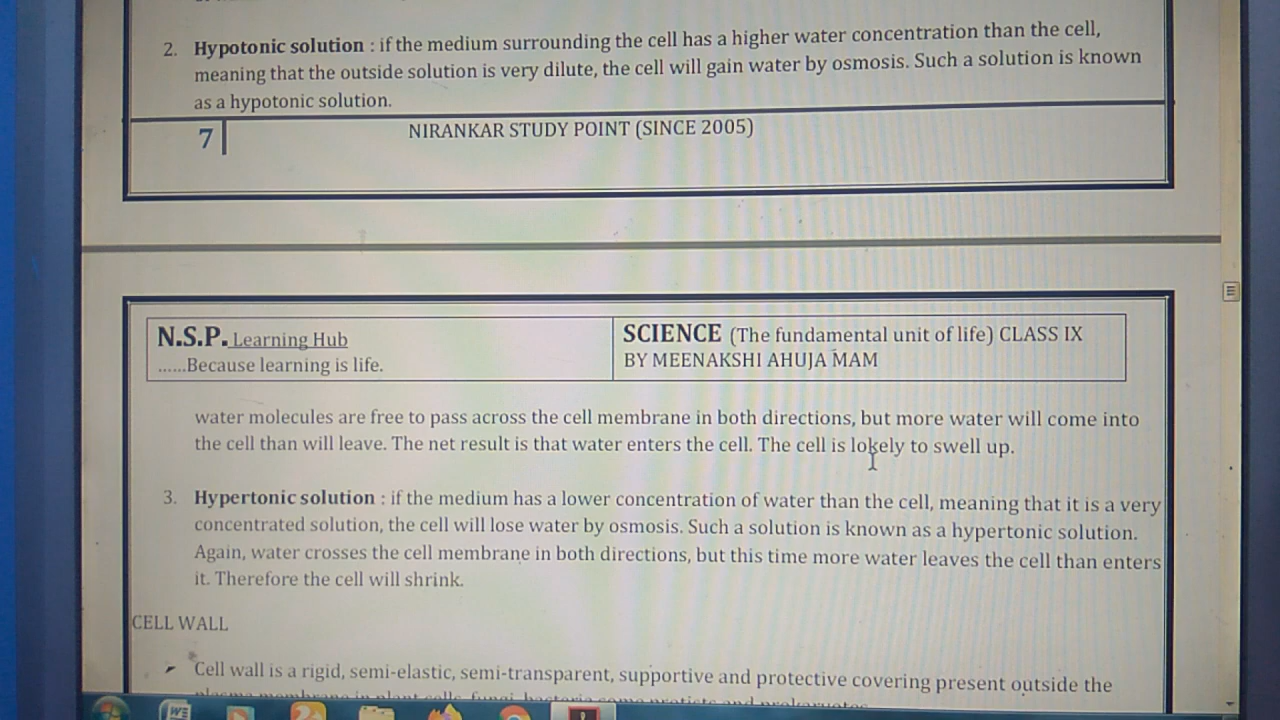 2. Hypotonic solution : if the medium surrounding the cell has a higher water concentration than the cell,
meaning that the outside solution is very dilute, the cell will gain water by osmosis. Such a solution is known
as a hypotonic solution.
7
NIRANKAR STUDY POINT (SINCE 2005)
N.S.P. Learning Hub
......Because learning is life.
SCIENCE (The fundamental unit of life) CLASS IX
BY MEENAKSHI AHUJA MAM
water molecules are free to pass across the cell membrane in both directions, but more water will come into
the cell than will leave. The net result is that water enters the cell. The cell is lokely to swell up.
3. Hypertonic solution : if the medium has a lower concentration of water than the cell, meaning that it is a very
concentrated solution, the cell will lose water by osmosis. Such a solution is known as a hypertonic solution.
Again, water crosses the cell membrane in both directions, but this time more water leaves the cell than enters
it. Therefore the cell will shrink.
CELL WALL
Cell wall is a rigid, semi-elastic, semi-transparent, supportive and protective covering present outside the